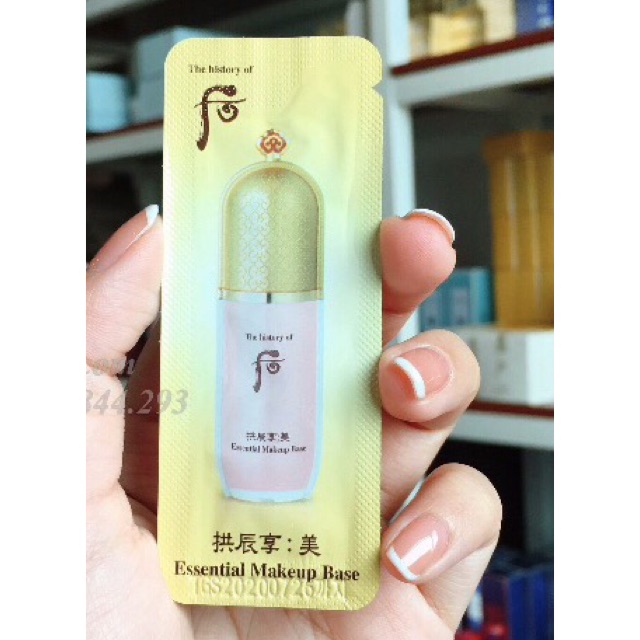 The history of
后
The history of
后
拱辰享:美
Essential Makeup Base
拱辰享:美
Essential Makeup Base
344.293